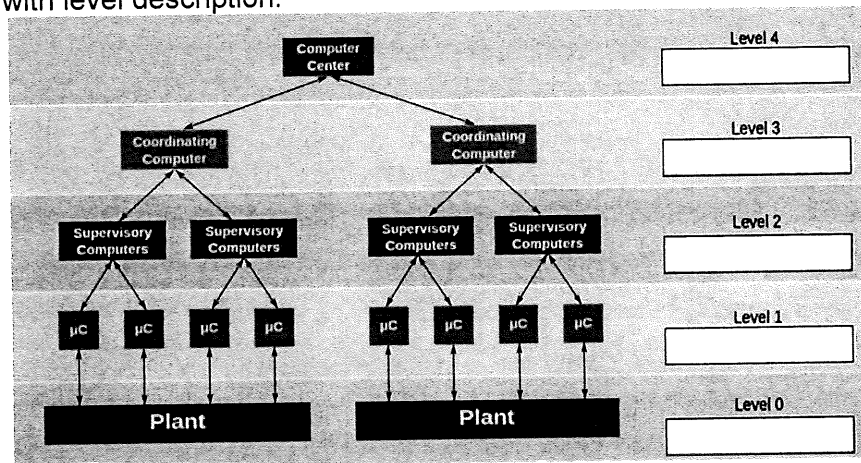 with level description.
Level 4
Computer
Center
Level 3
Coordinating
Computer
Coordinating
Computer
Level 2
Supervisory
Computers
Supervisory
Computers
Supervisory
Computers
Supervisory
Computers
Level 1
µC
µC
µC
µC
µC
µC
µC
µC
Level 0
Plant
Plant